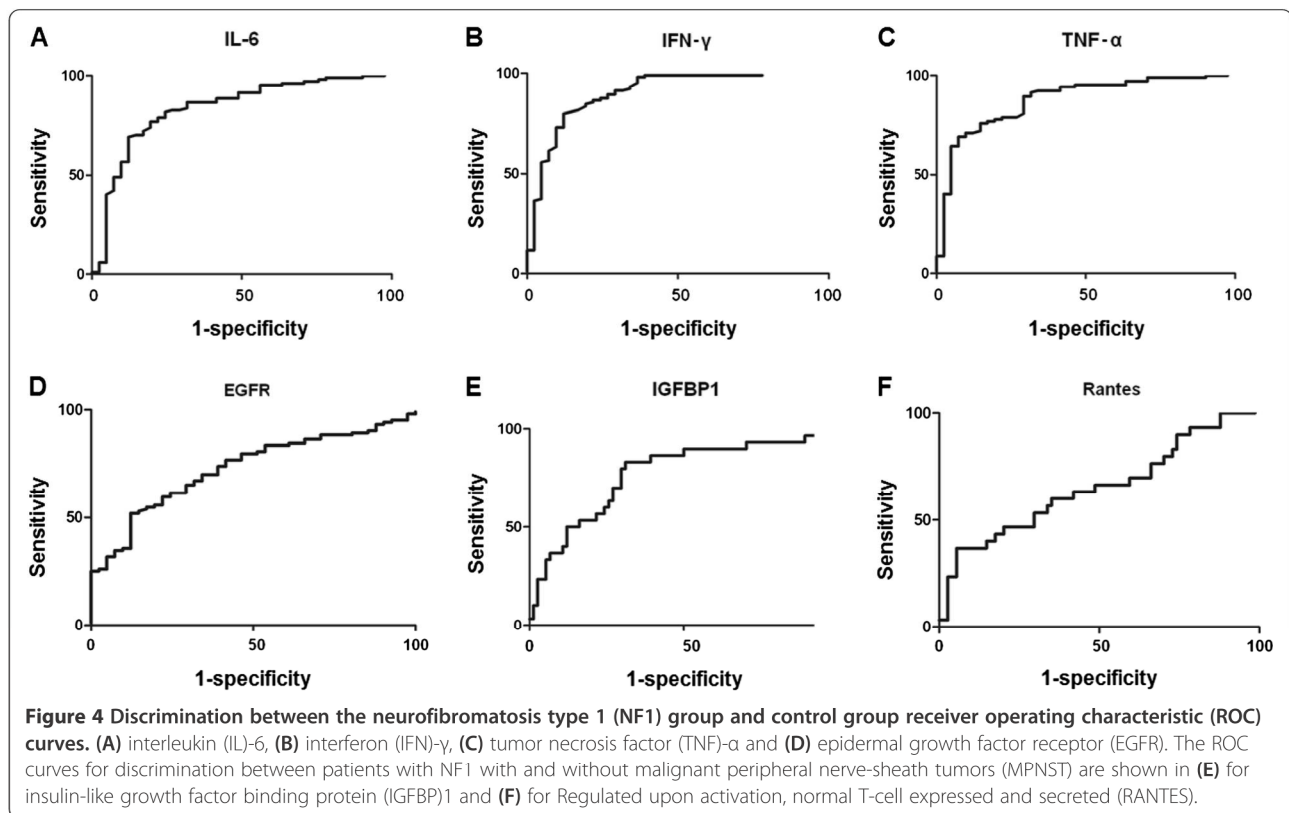 A
IL-6
Sensitivity
100
50
0
0
50
100
1-specificity
B
IFN-γ
Sensitivity
100
50
0
0
50
100
1-specificity
C
TNF- α
Sensitivity
100
50
0
0
50
100
1-specificity
D
EGFR
Sensitivity
100
50
0
0
50
100
1-specificity
E
IGFBP1
Sensitivity
100
50
0
0
50
1-specificity
F
Rantes
Sensitivity
100
50
0
0
50
100
1-specificity
Figure 4 Discrimination between the neurofibromatosis type 1 (NF1) group and control group receiver operating characteristic (ROC)
curves. (A) interleukin (IL)-6, (B) interferon (IFN)-γ, (C) tumor necrosis factor (TNF)-α and (D) epidermal growth factor receptor (EGFR). The ROC
curves for discrimination between patients with NF1 with and without malignant peripheral nerve-sheath tumors (MPNST) are shown in (E) for
insulin-like growth factor binding protein (IGFBP)1 and (F) for Regulated upon activation, normal T-cell expressed and secreted (RANTES).